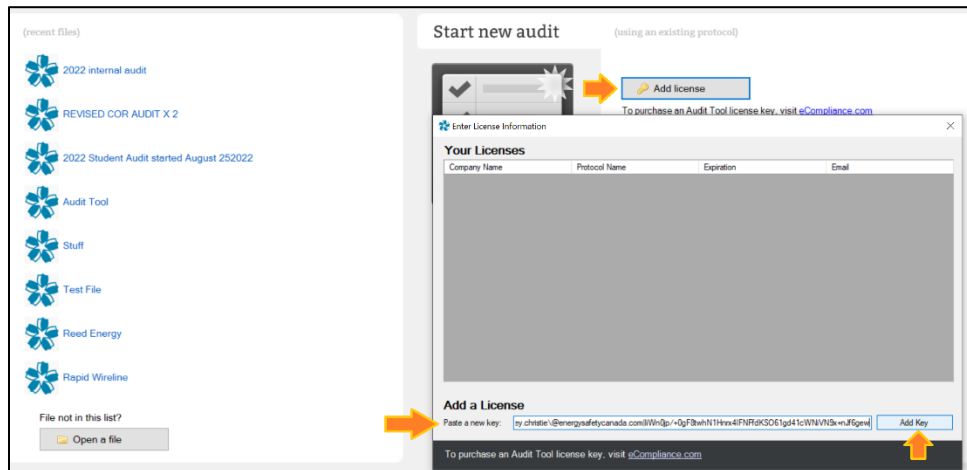 (recent files)
2022 internal audit
REVISED COR AUDIT X 2
2022 Student Audit started August 252022
Audit Tool
Stuff
Test File
Reed Energy
Rapid Wireline
File not in this list?
Open a file
Start new audit
(using an existing protocol)
Add license
To purchase an Audit Tool license key, visit eCompliance.com
Enter License Information
Your Licenses
Company Name Protocol Name Expiration Email
Add a License
Paste a new key:
Add Key
To purchase an Audit Tool license key, visit eCompliance.com